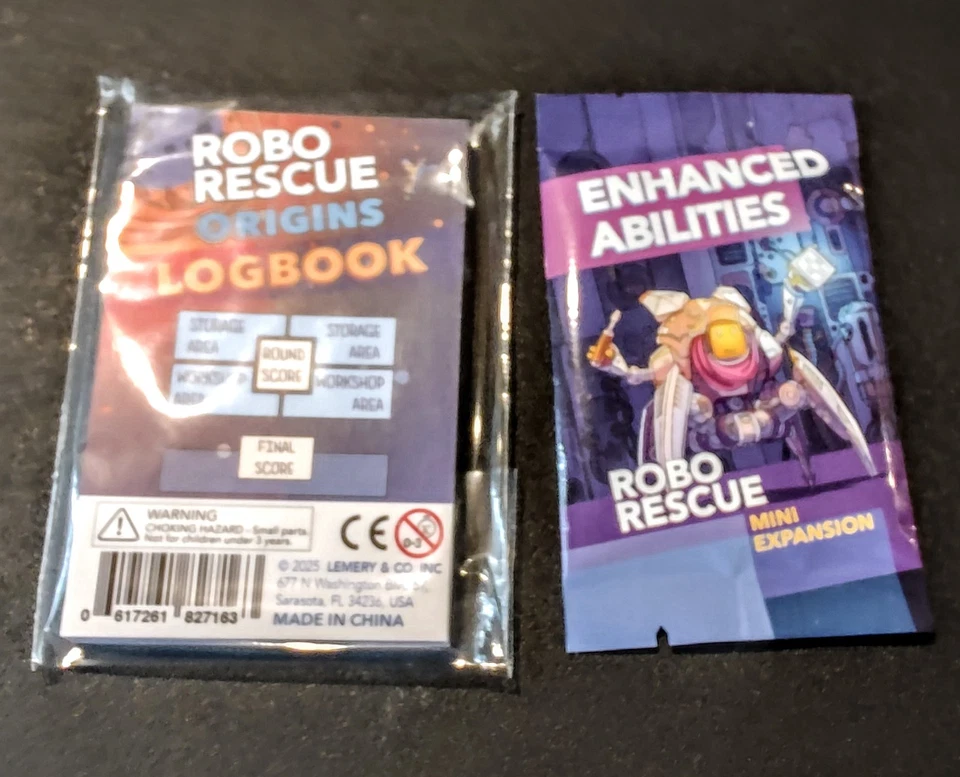 ROBO
RESCUE
ORIGINS
LOGBOOK
STORAGE
AREA
STORAGE
AREA
ROUND
SCORE
WORKSHOP
AREA
WORKSHOP
AREA
FINAL
SCORE
WARNING
CHOKING HAZARD - Small parts.
Not for children under 3 years.
CE
0-3
© 2025 LEMERY & CO INC
677 N Washington
Sarasota, FL 34236, USA
MADE IN CHINA
0 617261 827163
ENHANCED
ABILITIES
ROBO
RESCUE
MINI
EXPANSION